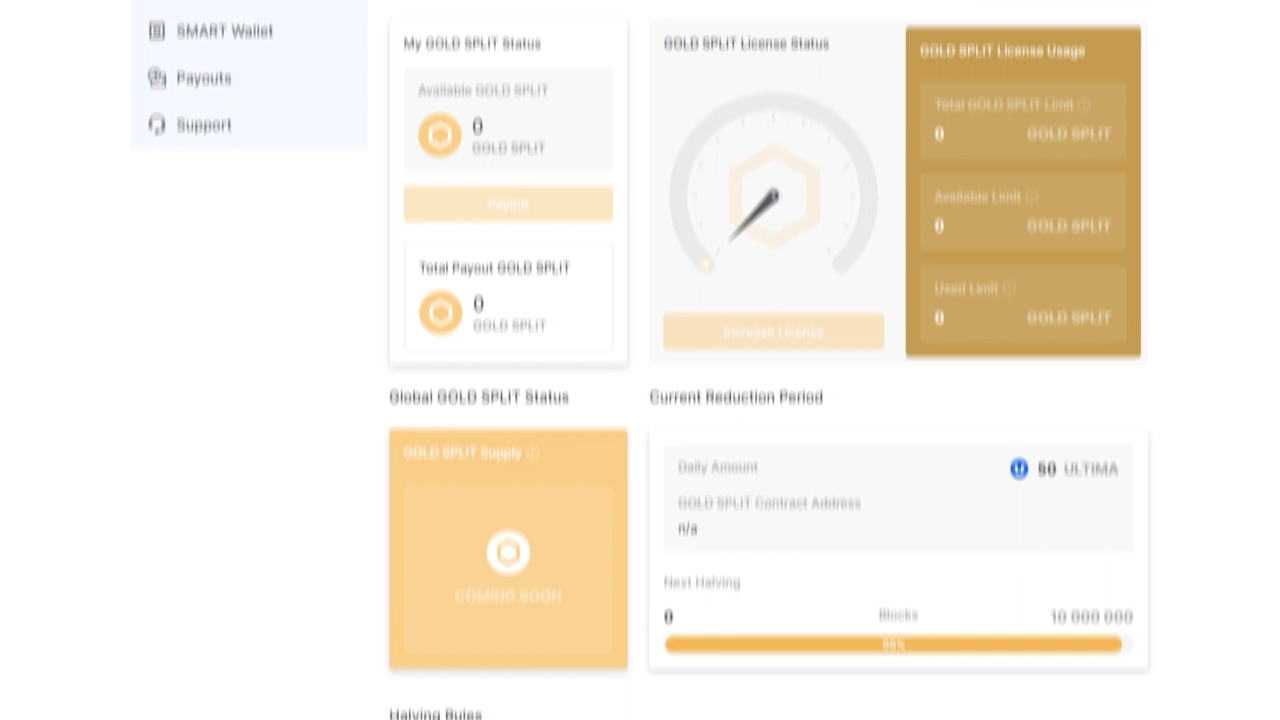 SMART Wallet
Payouts
Support
My GOLD SPLIT Status
Available GOLD SPLIT
0
GOLD SPLIT
Payout
Total Payout GOLD SPLIT
0
GOLD SPLIT
GOLD SPLIT License Status
Increase License
GOLD SPLIT License Usage
Total GOLD SPLIT Limit
0 GOLD SPLIT
Available Limit
0 GOLD SPLIT
Used Limit
0 GOLD SPLIT
Global GOLD SPLIT Status
GOLD SPLIT Supply
COMING SOON
Current Reduction Period
Daily Amount 50 ULTIMA
GOLD SPLIT Contract Address
n/a
Next Halving
0 Blocks 10 000 000
Halving Rules